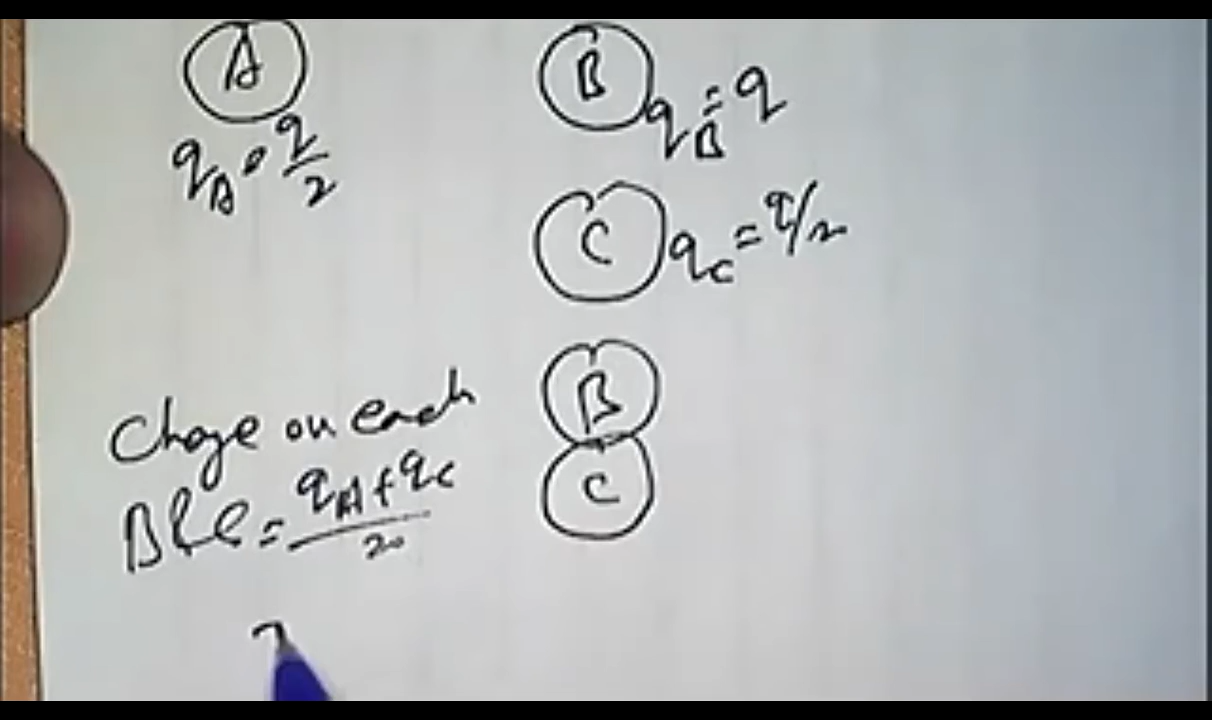 A
B
q_A = q/2
q_B = q
C
q_C = q/2
B
Charge on each
B & C = (q_A + q_C)/2
C